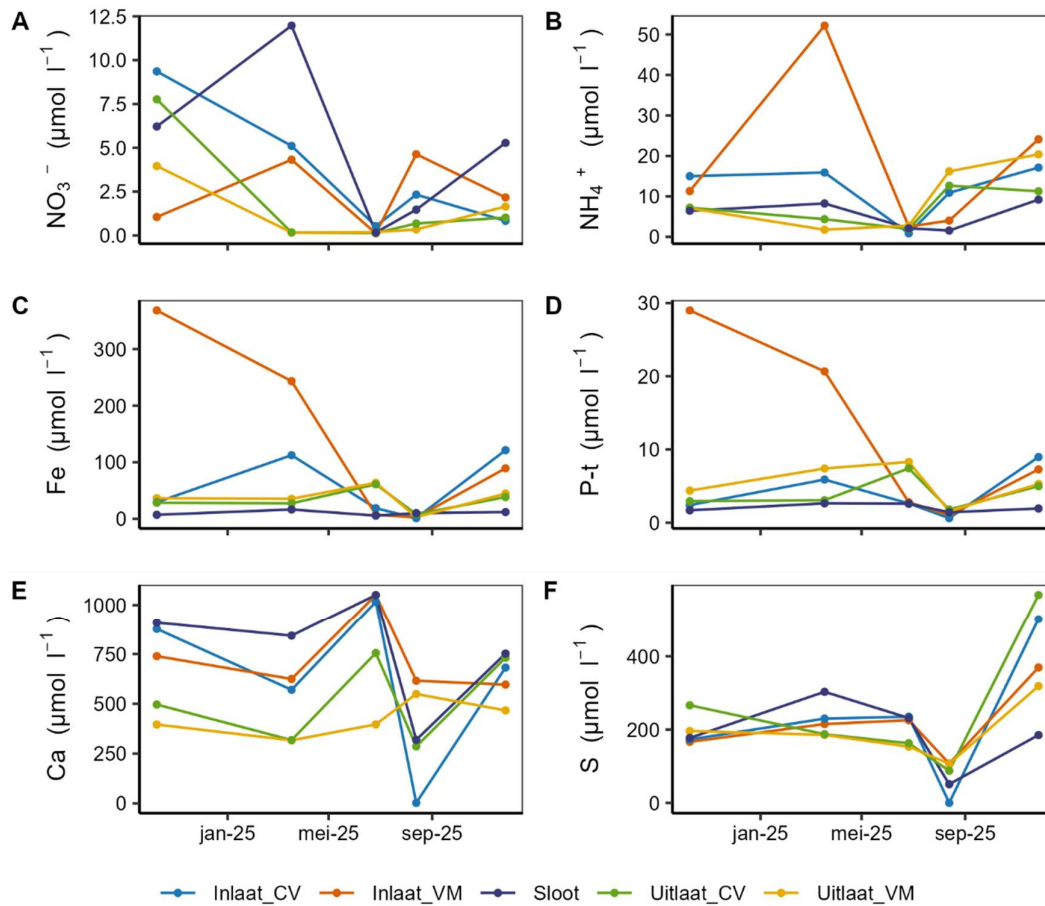 A
NO₃⁻ (µmol l⁻¹)
12.5
10.0
7.5
5.0
2.5
0.0
B
NH₄⁺ (µmol l⁻¹)
50
40
30
20
10
0
C
Fe (µmol l⁻¹)
300
200
100
0
D
P-t (µmol l⁻¹)
30
20
10
0
E
Ca (µmol l⁻¹)
1000
750
500
250
0
jan-25 mei-25 sep-25
F
S (µmol l⁻¹)
400
200
0
jan-25 mei-25 sep-25
Inlaat_CV Inlaat_VM Sloot Uitlaat_CV Uitlaat_VM